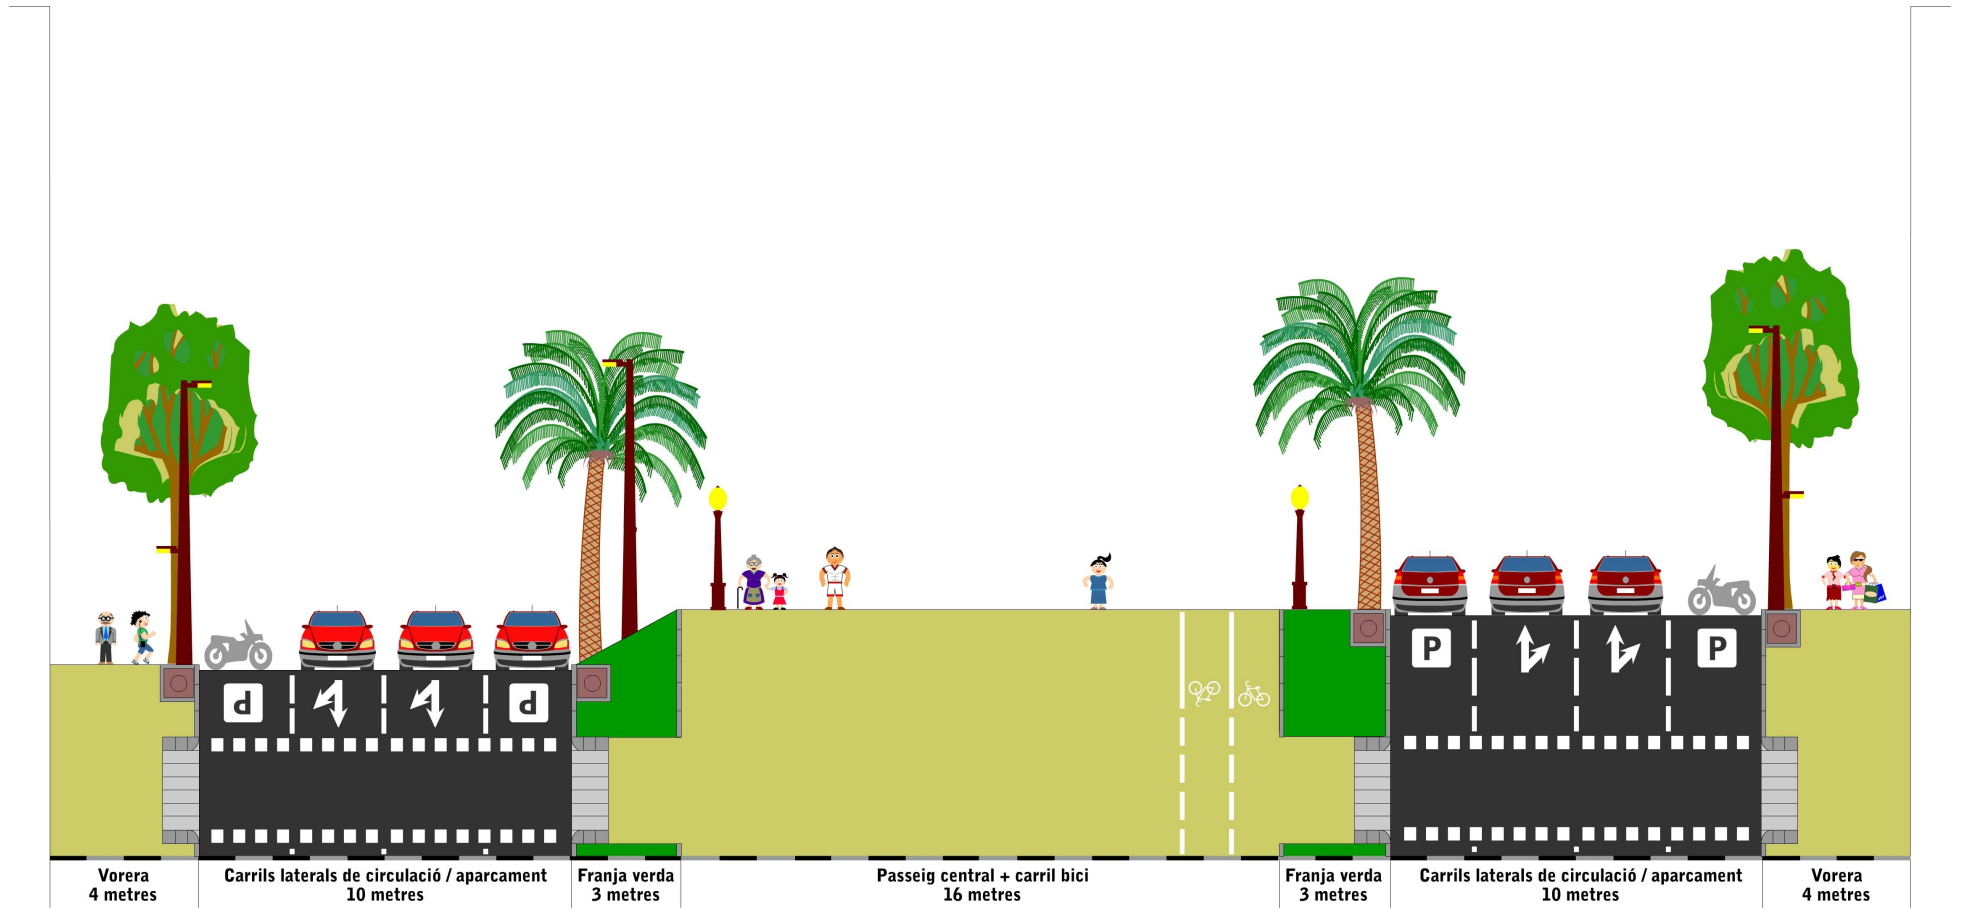 P
P
P
P
Vorera
4 metres
Carrils laterals de circulació / aparcament
10 metres
Franja verda
3 metres
Passeig central + carril bici
16 metres
Franja verda
3 metres
Carrils laterals de circulació / aparcament
10 metres
Vorera
4 metres